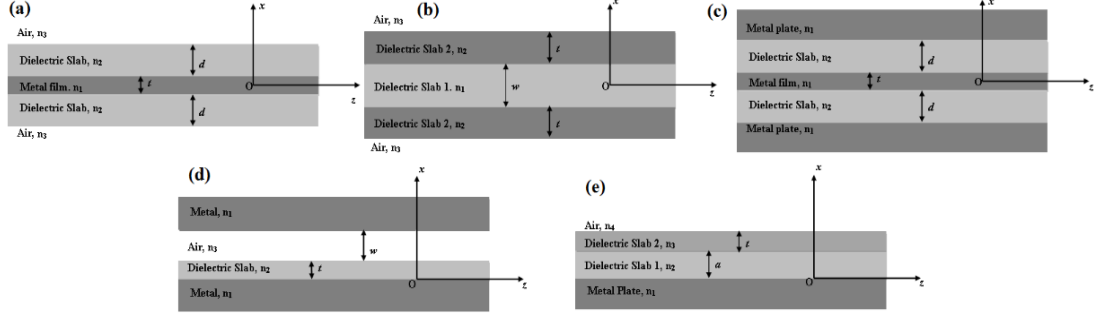 (a)
x
Air, n₃
Dielectric Slab, n₂
d
Metal film. n₁
t
O
z
Dielectric Slab, n₂
d
Air, n₃
(b)
x
Air, n₃
Dielectric Slab 2, n₂
t
Dielectric Slab 1. n₁
w
O
z
Dielectric Slab 2, n₂
t
Air, n₃
(c)
x
Metal plate, n₁
Dielectric Slab, n₂
d
Metal film, n₁
t
O
z
Dielectric Slab, n₂
d
Metal plate, n₁
(d)
x
Metal, n₁
Air, n₃
w
Dielectric Slab, n₂
t
O
z
Metal, n₁
(e)
x
Air, n₄
Dielectric Slab 2, n₃
t
Dielectric Slab 1, n₂
a
O
z
Metal Plate, n₁